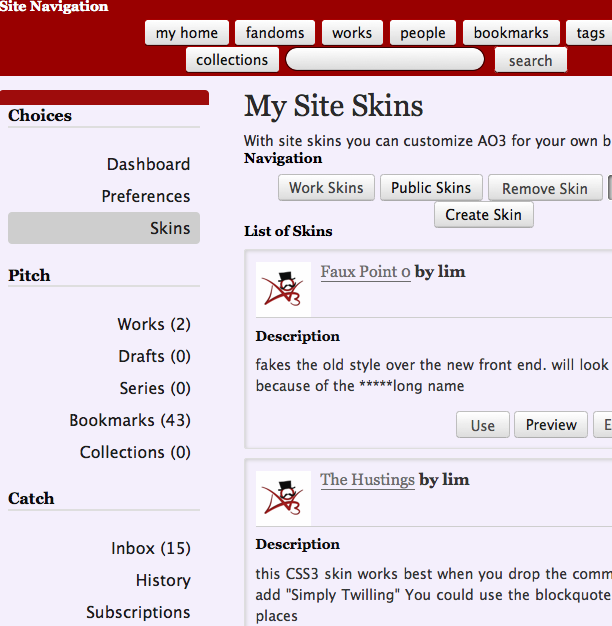 Site Navigation
my home fandoms works people bookmarks tags
collections search
Choices
Dashboard
Preferences
Skins
Pitch
Works (2)
Drafts (0)
Series (0)
Bookmarks (43)
Collections (0)
Catch
Inbox (15)
History
Subscriptions
My Site Skins
With site skins you can customize AO3 for your own b
Navigation
Work Skins Public Skins Remove Skin
Create Skin
List of Skins
Faux Point 0 by lim
Description
fakes the old style over the new front end. will look
because of the *****long name
Use Preview E
The Hustings by lim
Description
this CSS3 skin works best when you drop the comm
add "Simply Twilling" You could use the blockquote
places